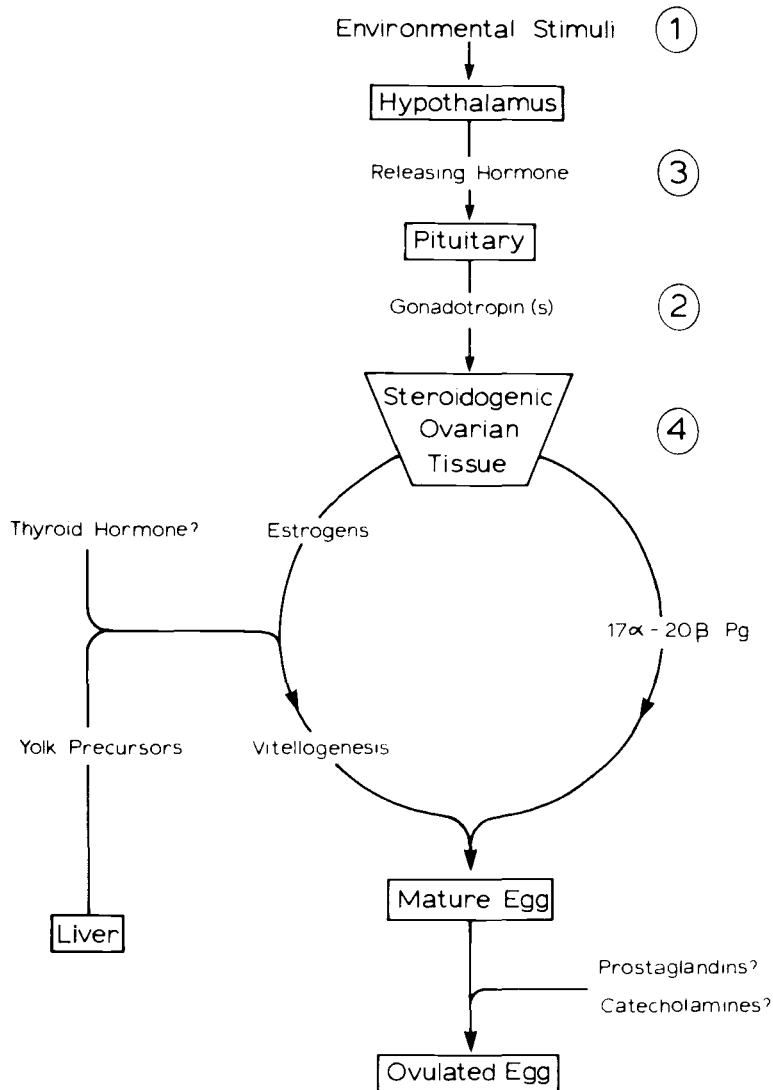 Environmental Stimuli ①
Hypothalamus
Releasing Hormone ③
Pituitary
Gonadotropin(s) ②
Steroidogenic
Ovarian ④
Tissue
Thyroid Hormone? Estrogens
17α-20β Pg
Yolk Precursors Vitellogenesis
Mature Egg
Liver
Prostaglandins?
Catecholamines?
Ovulated Egg